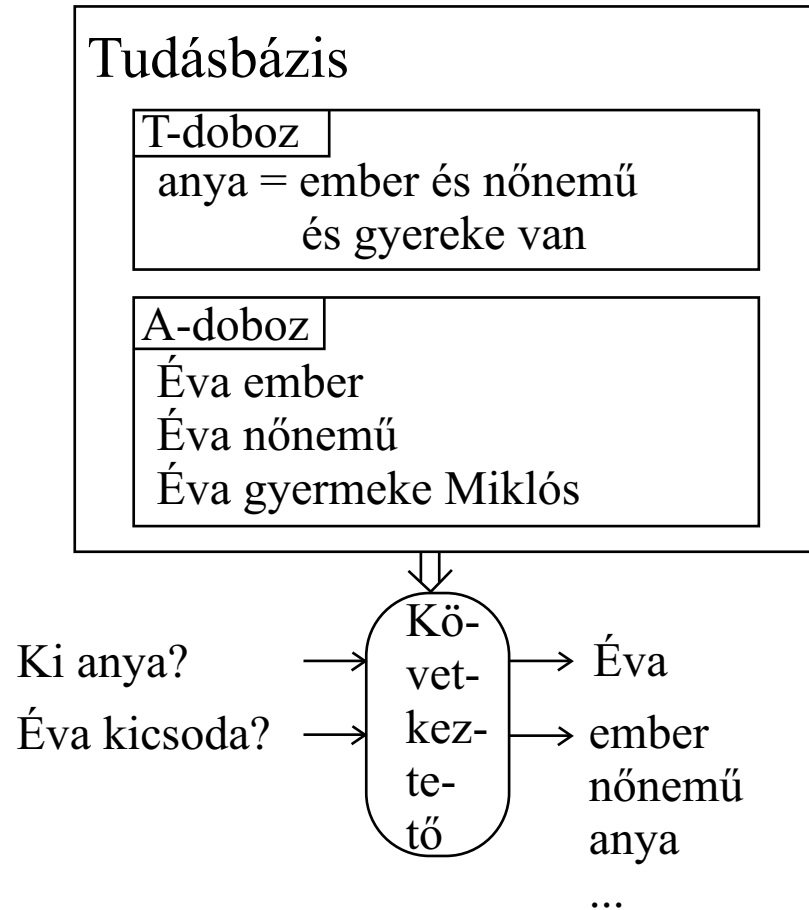 Tudásbázis
T-doboz
anya = ember és nőnemű
és gyereke van
A-doboz
Éva ember
Éva nőnemű
Éva gyermeke Miklós
Ki anya?
Éva kicsoda?
Kö-
vet-
kez-
te-
tő
Éva
ember
nőnemű
anya
...